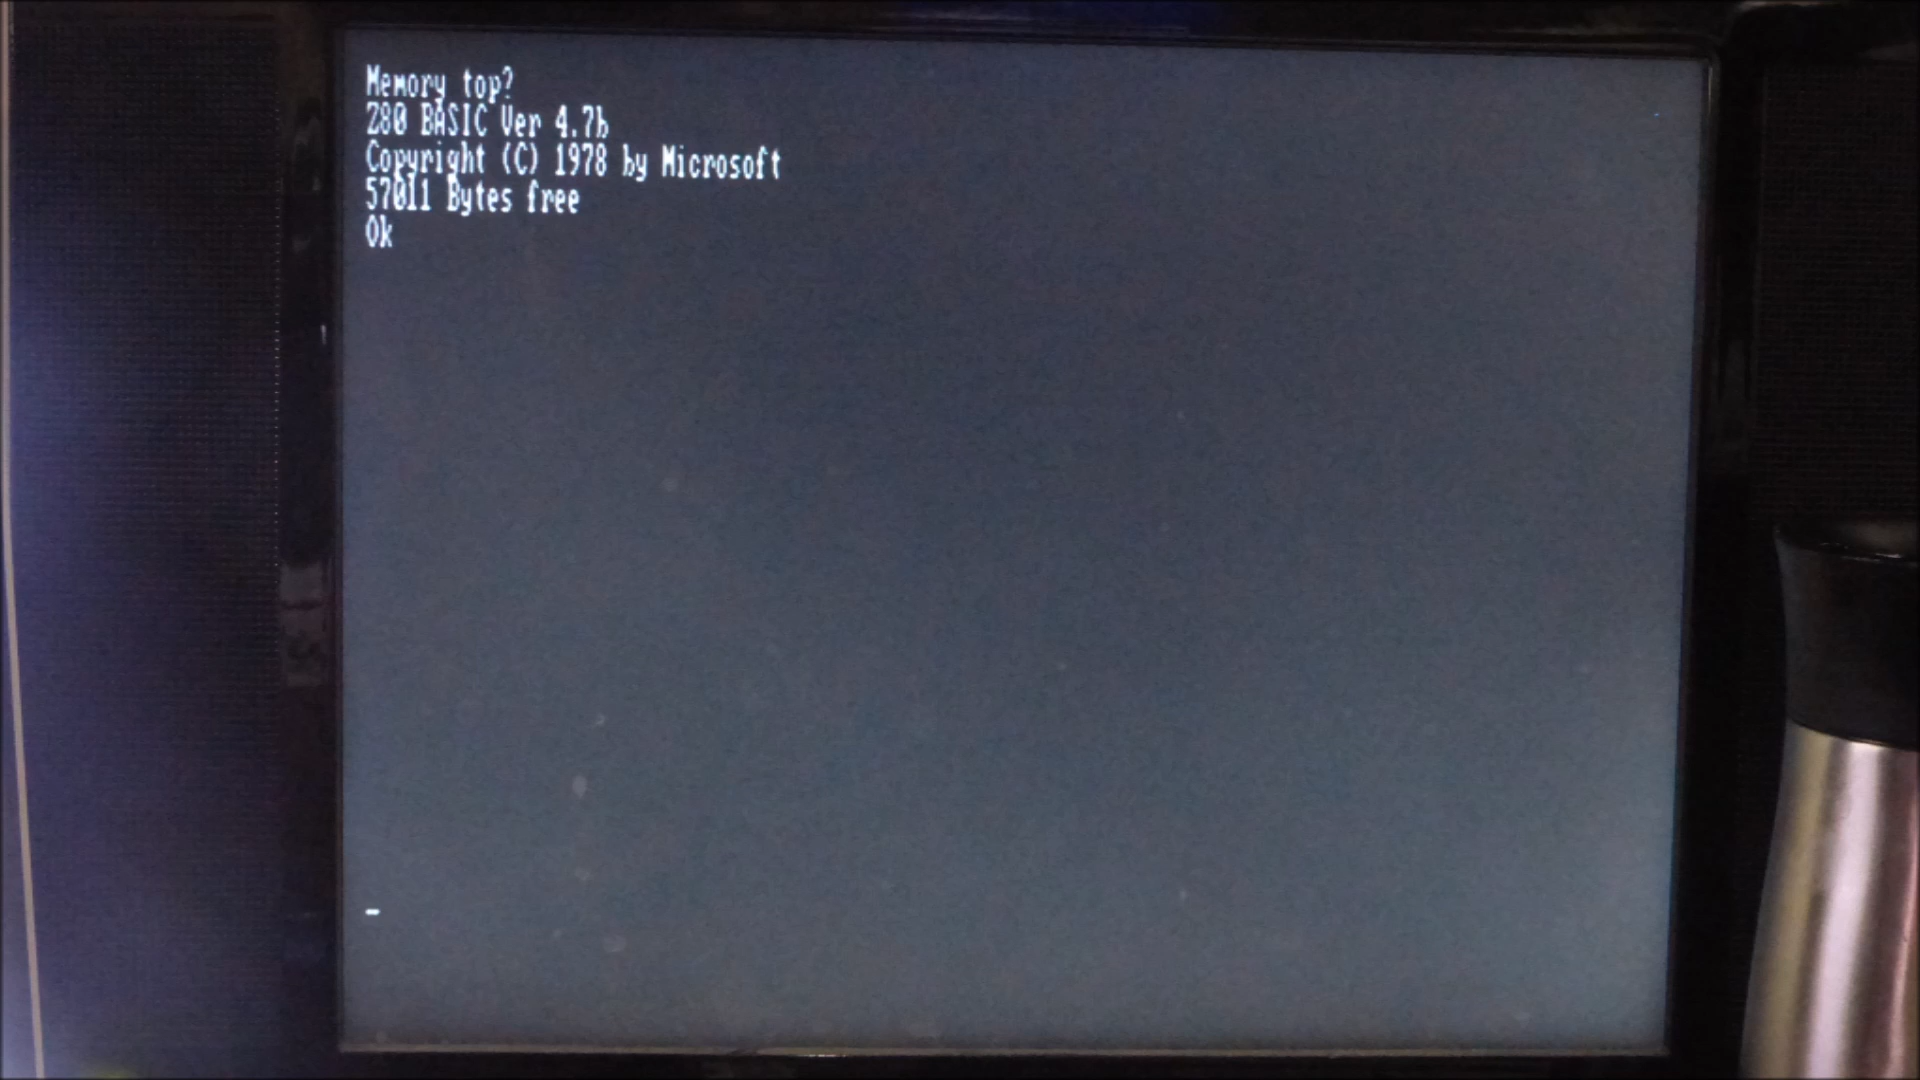 Memory top?
Z80 BASIC Ver 4.7b
Copyright (C) 1978 by Microsoft
57011 Bytes free
Ok